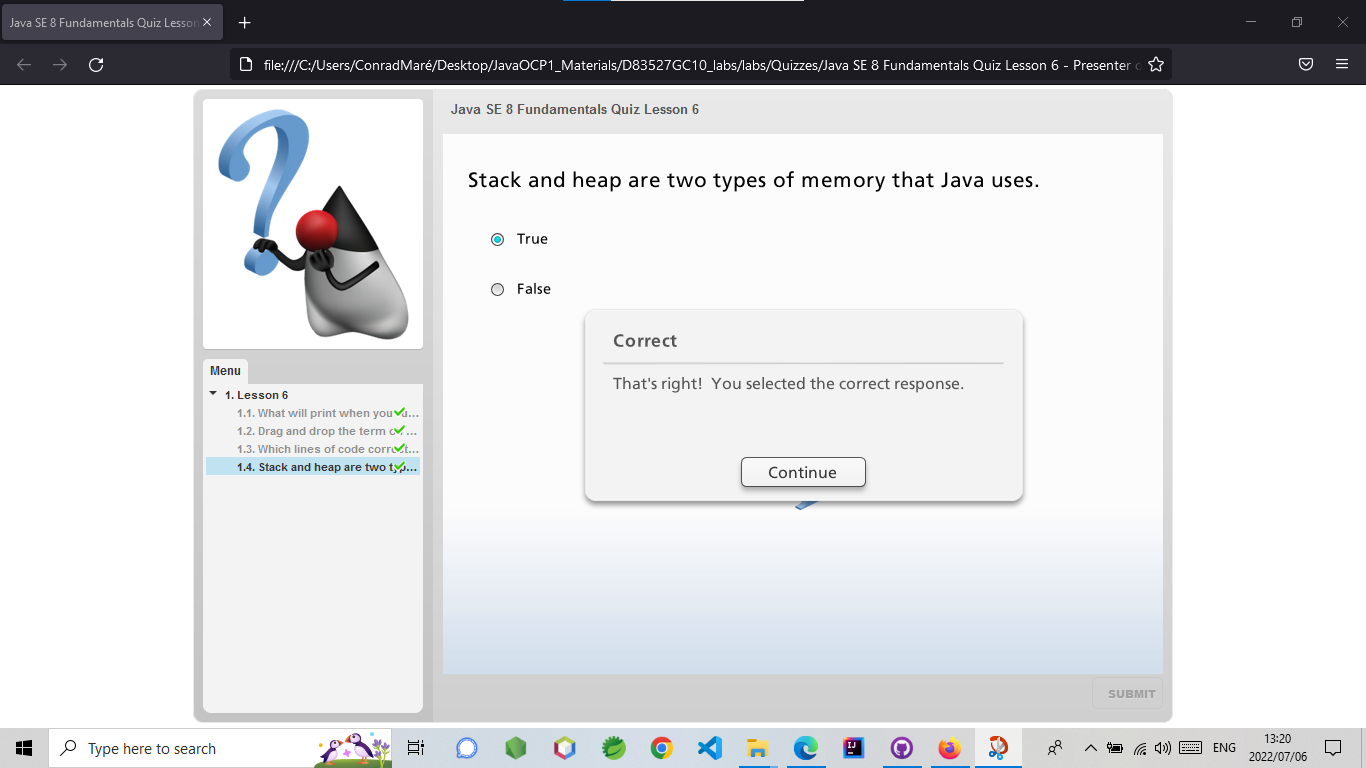 Java SE 8 Fundamentals Quiz Lesson
file:///C:/Users/ConradMaré/Desktop/JavaOCP1_Materials/D83527GC10_labs/labs/Quizzes/Java SE 8 Fundamentals Quiz Lesson 6 - Presenter
Java SE 8 Fundamentals Quiz Lesson 6
Stack and heap are two types of memory that Java uses.
True
False
Correct
That's right! You selected the correct response.
Continue
Menu
1. Lesson 6
1.1. What will print when you ...
1.2. Drag and drop the term ...
1.3. Which lines of code ...
1.4. Stack and heap are two ...
SUBMIT
Type here to search
ENG
13:20
2022/07/06